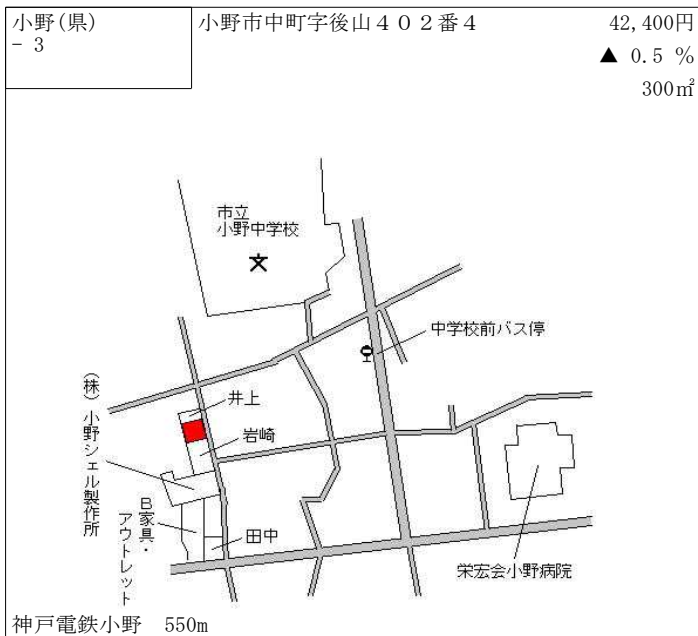 小野(県)
- 3
小野市中町字後山４０２番４
42,400円
▲ 0.5 %
300㎡
市立
小野中学校
中学校前バス停
井上
岩崎
(株)小野シェル製作所
B家具・
アウトレット
田中
栄宏会小野病院
神戸電鉄小野 550m